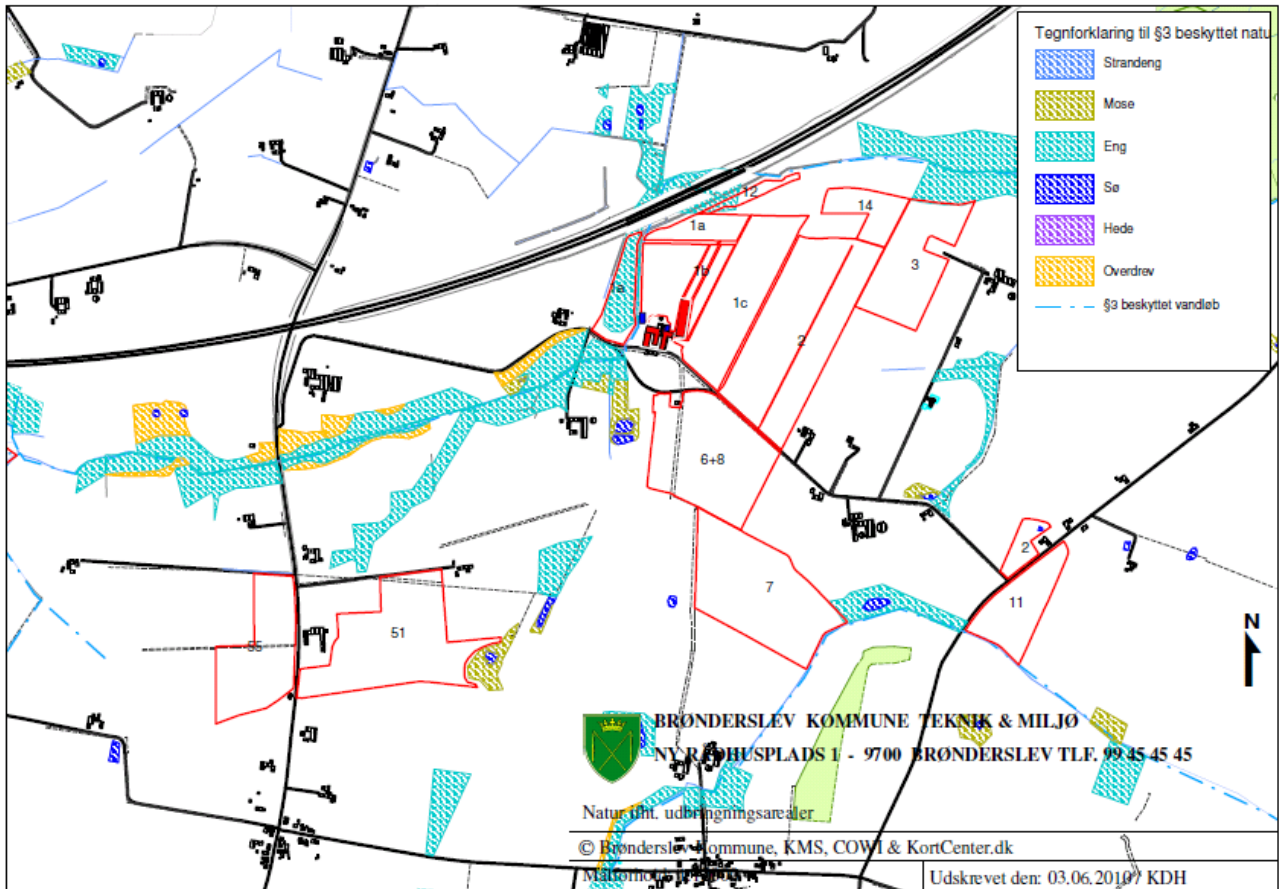 Tegnforklaring til §3 beskyttet natu
Strandeng
Mose
Eng
Sø
Hede
Overdrev
§3 beskyttet vandløb
12
14
1a
3
1b
1a
1c
2
6+8
2
7
11
51
55
N
BRØNDERSLEV KOMMUNE TEKNIK & MILJØ
NY RÅDHUSPLADS 1 - 9700 BRØNDERSLEV TLF. 99 45 45 45
Natur ifht. udbringningsarealer
© Brønderslev Kommune, KMS, COWI & KortCenter.dk
Målforhold
Udskrevet den: 03.06.2010 / KDH